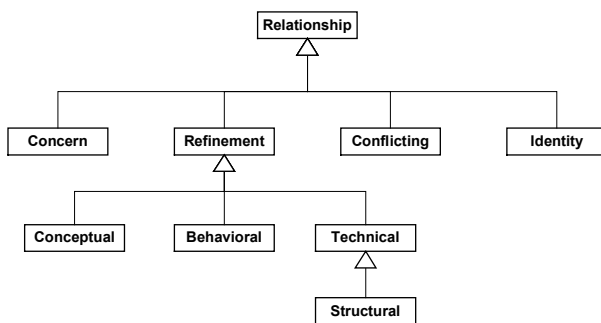 Relationship
Concern
Refinement
Conflicting
Identity
Conceptual
Behavioral
Technical
Structural